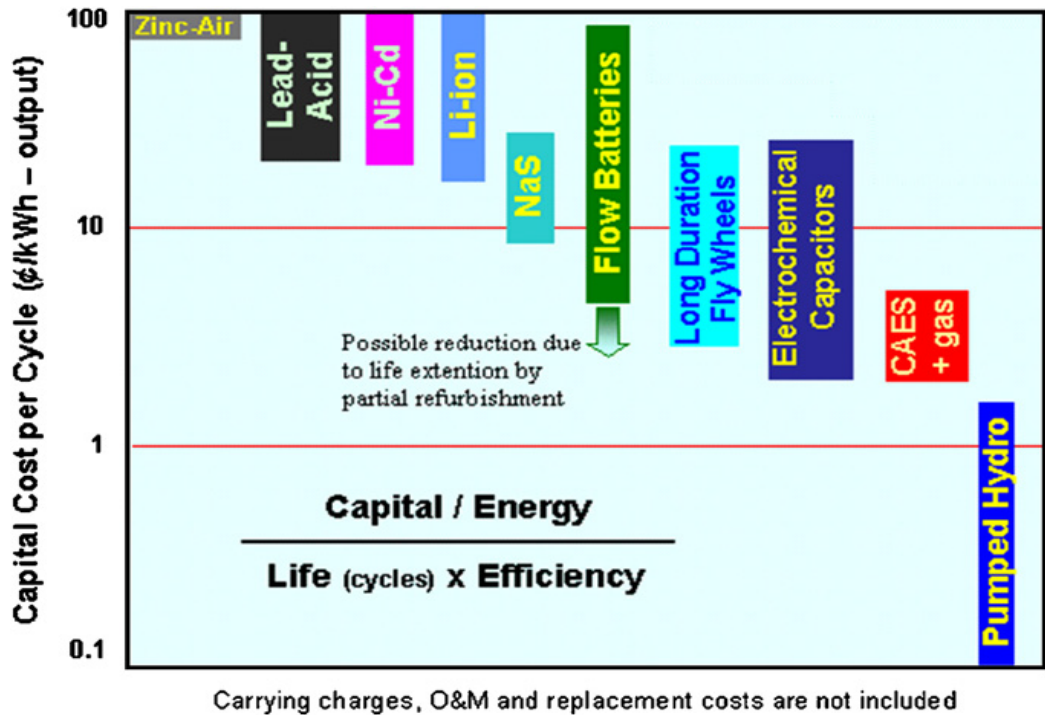 Capital Cost per Cycle (¢/kWh – output)
100
10
1
0.1
Zinc-Air
Lead-
Acid
Ni-Cd
Li-ion
NaS
Flow Batteries
Long Duration
Fly Wheels
Electrochemical
Capacitors
CAES
+ gas
Pumped Hydro
Possible reduction due
to life extention by
partial refurbishment
Capital / Energy
Life (cycles) x Efficiency
Carrying charges, O&M and replacement costs are not included